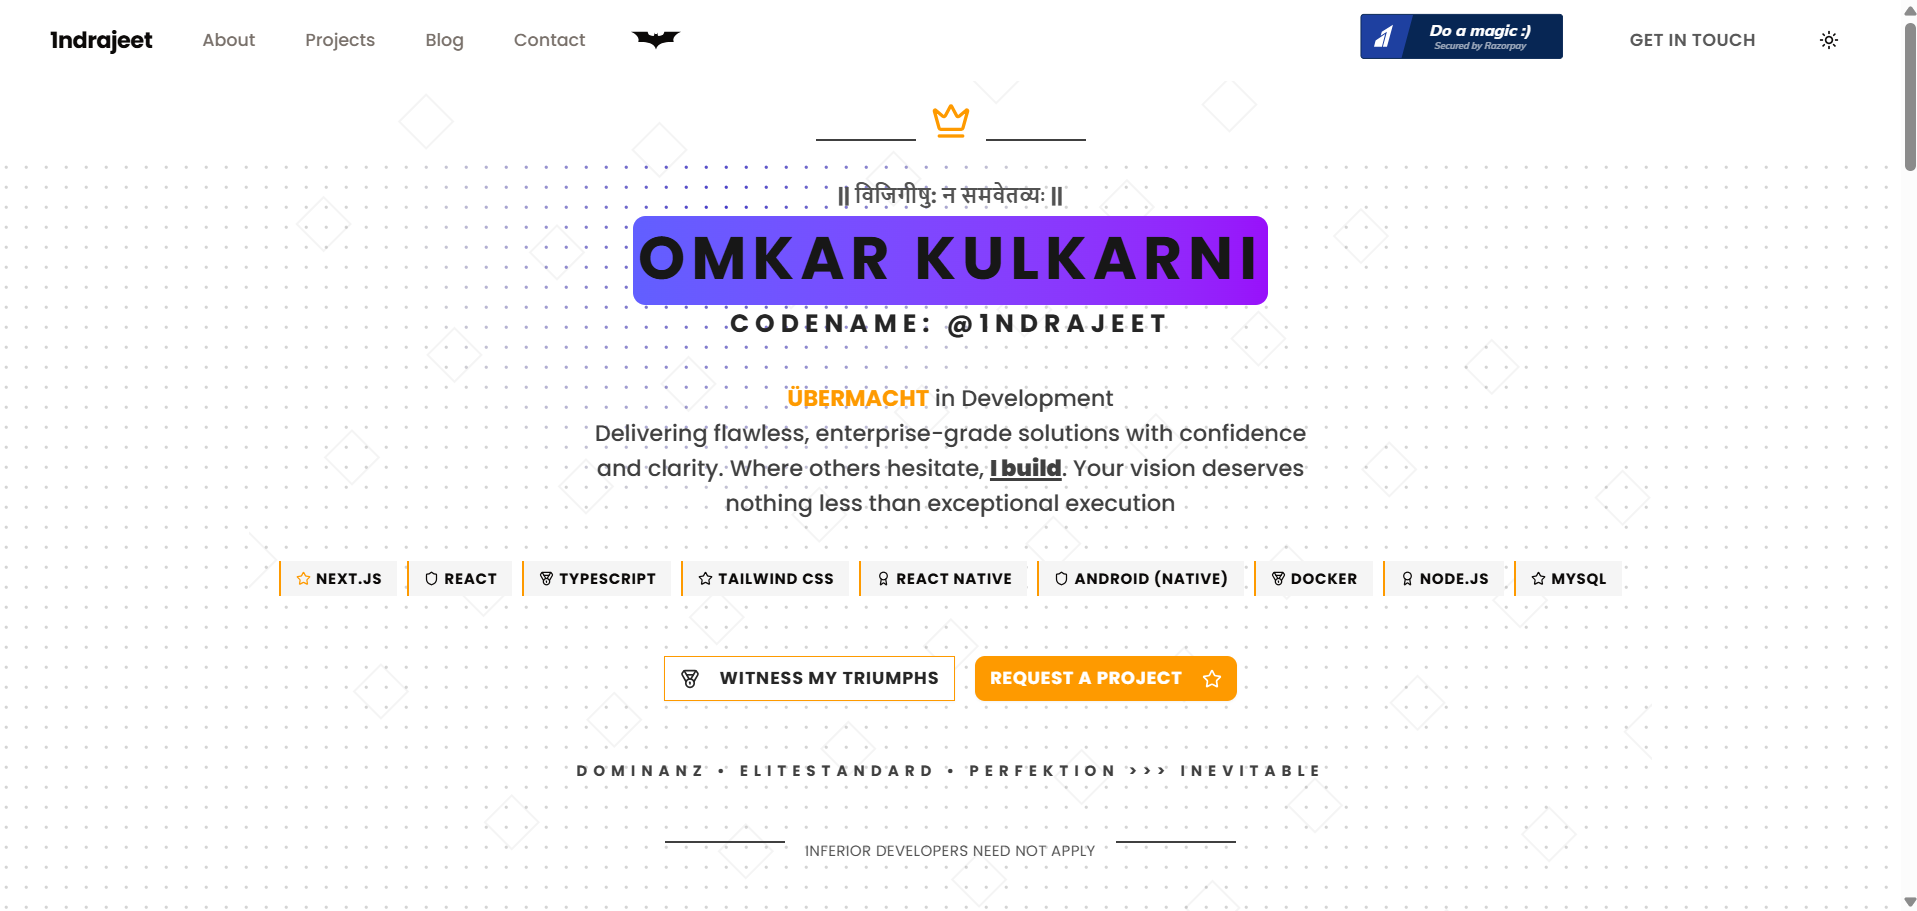 1ndrajeet
About
Projects
Blog
Contact
Do a magic :)
Secured by Razorpay
GET IN TOUCH
|| विजिगीषु: न समवेतव्यः ||
OMKAR KULKARNI
CODENAME: @1NDRAJEET
ÜBERMACHT in Development
Delivering flawless, enterprise-grade solutions with confidence
and clarity. Where others hesitate, I build. Your vision deserves
nothing less than exceptional execution
NEXT.JS
REACT
TYPESCRIPT
TAILWIND CSS
REACT NATIVE
ANDROID (NATIVE)
DOCKER
NODE.JS
MYSQL
WITNESS MY TRIUMPHS
REQUEST A PROJECT
DOMINANZ • ELITESTANDARD • PERFEKTION >>> INEVITABLE
INFERIOR DEVELOPERS NEED NOT APPLY